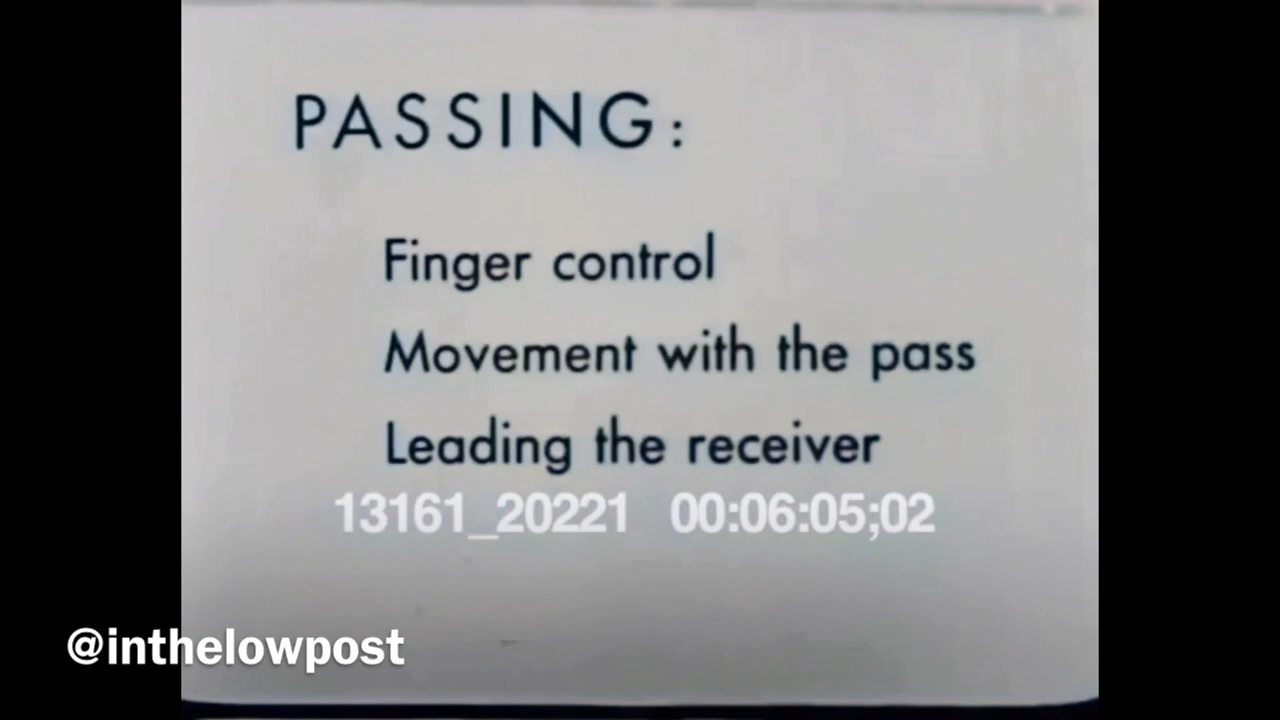 PASSING:
Finger control
Movement with the pass
Leading the receiver
13161_20221 00:06:05;02
@inthelowpost